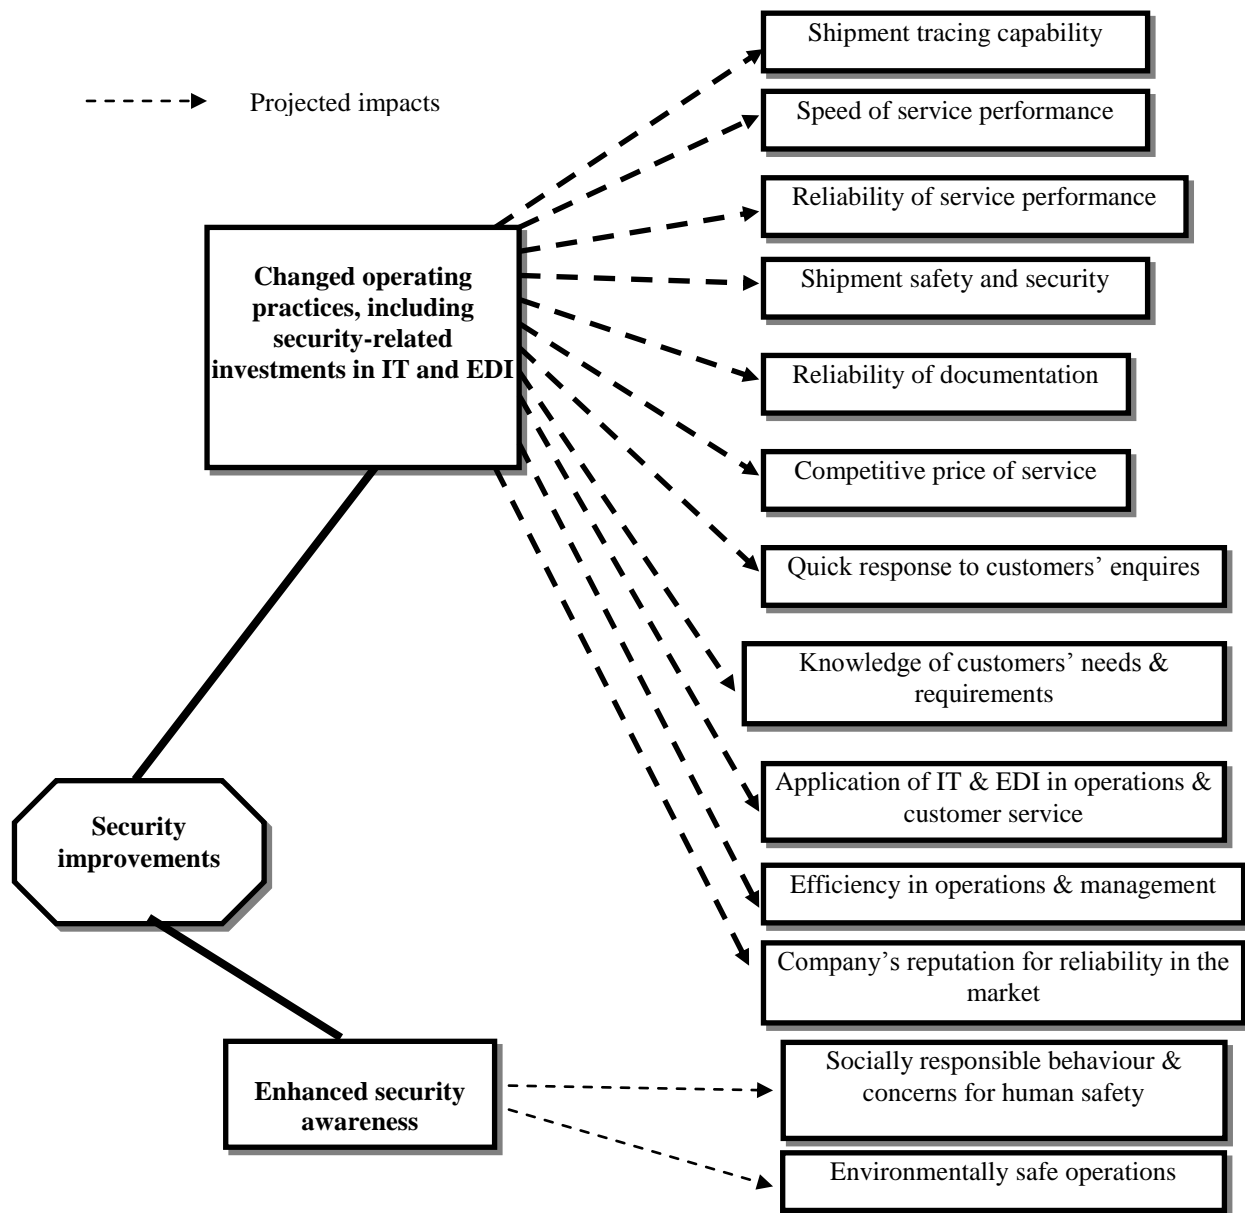 Shipment tracing capability
Projected impacts
Speed of service performance
Reliability of service performance
Changed operating
practices, including
security-related
investments in IT and EDI
Shipment safety and security
Reliability of documentation
Competitive price of service
Quick response to customers’ enquires
Knowledge of customers’ needs &
requirements
Application of IT & EDI in operations &
customer service
Security
improvements
Efficiency in operations & management
Company’s reputation for reliability in the
market
Enhanced security
awareness
Socially responsible behaviour &
concerns for human safety
Environmentally safe operations